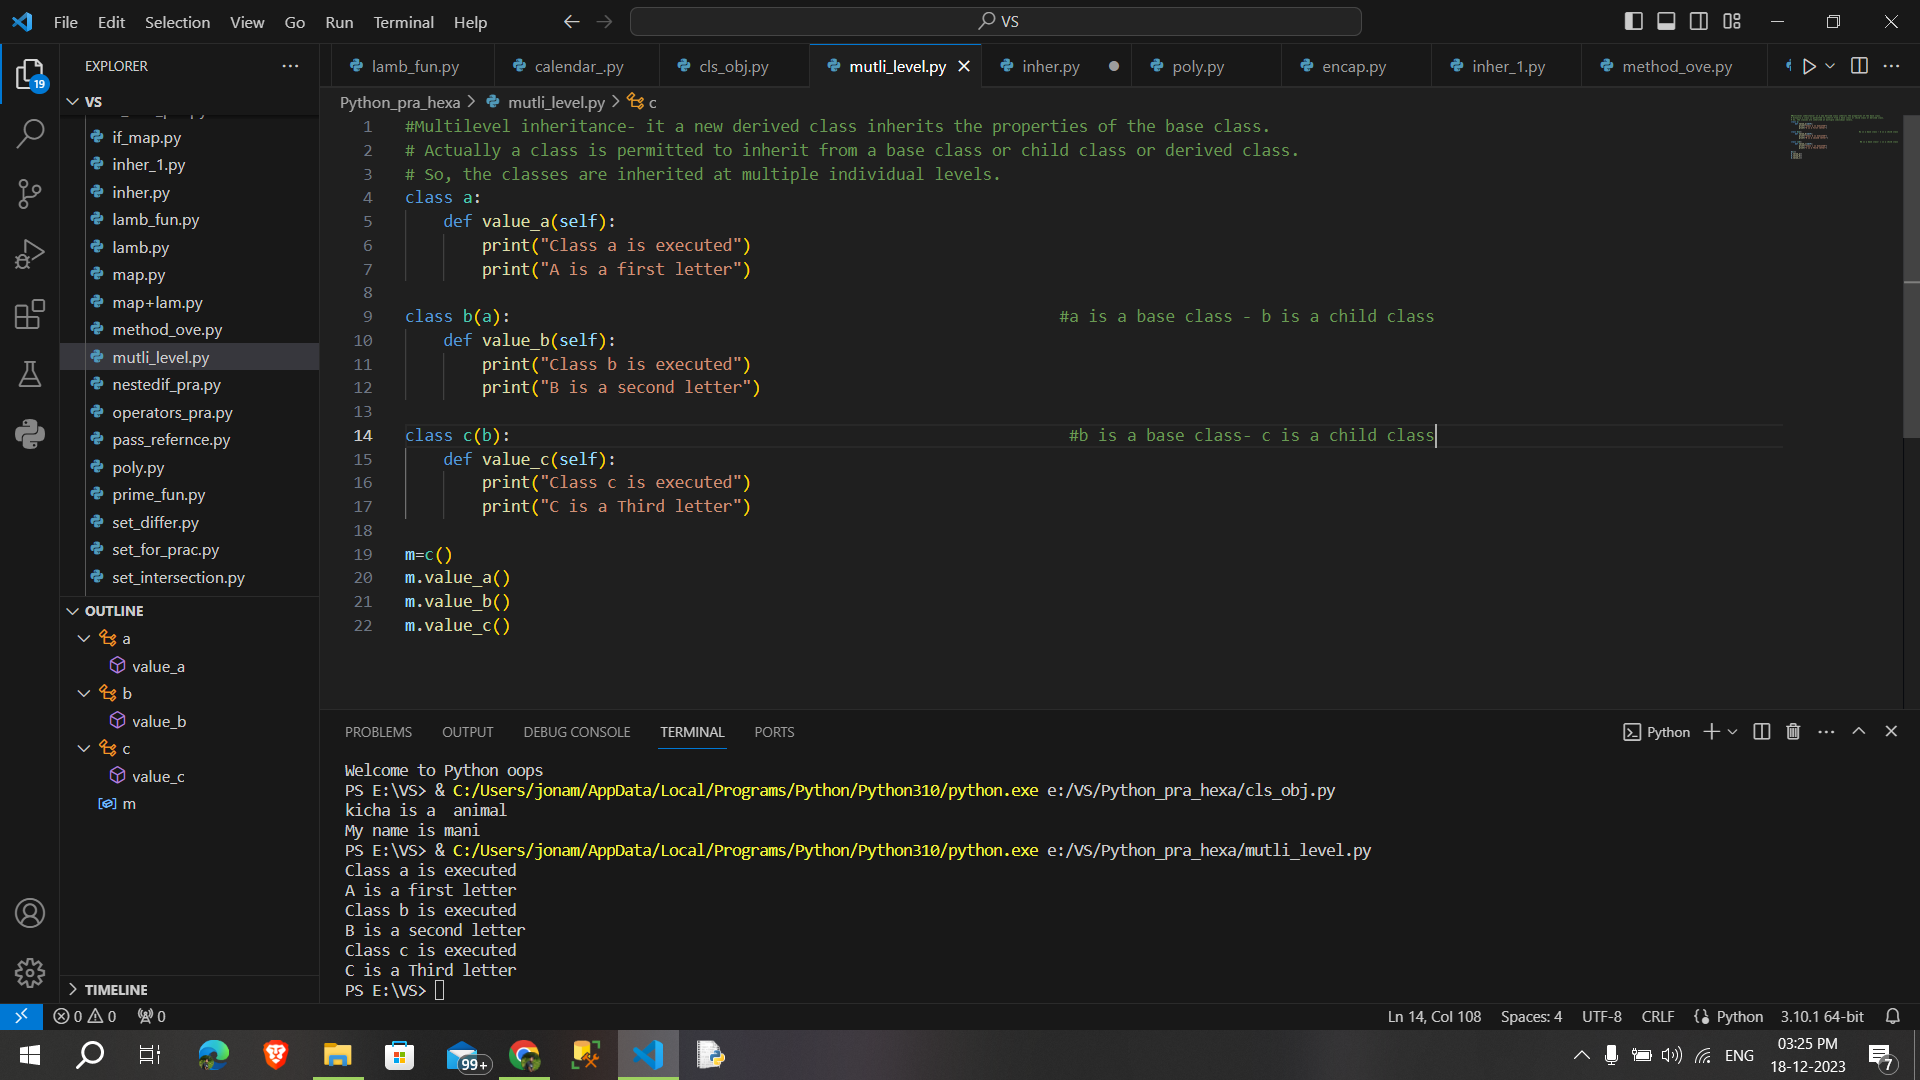 File Edit Selection View Go Run Terminal Help
VS
EXPLORER
lamb_fun.py
calendar_.py
cls_obj.py
mutli_level.py
inher.py
poly.py
encap.py
inher_1.py
method_ove.py
19
VS
if_map.py
inher_1.py
inher.py
lamb_fun.py
lamb.py
map.py
map+lam.py
method_ove.py
mutli_level.py
nestedif_pra.py
operators_pra.py
pass_refernce.py
poly.py
prime_fun.py
set_differ.py
set_for_prac.py
set_intersection.py
OUTLINE
a
value_a
b
value_b
c
value_c
m
TIMELINE
Python_pra_hexa > mutli_level.py > c
1 #Multilevel inheritance- it a new derived class inherits the properties of the base class.
2 # Actually a class is permitted to inherit from a base class or child class or derived class.
3 # So, the classes are inherited at multiple individual levels.
4 class a:
5 def value_a(self):
6 print("Class a is executed")
7 print("A is a first letter")
8
9 class b(a): #a is a base class - b is a child class
10 def value_b(self):
11 print("Class b is executed")
12 print("B is a second letter")
13
14 class c(b): #b is a base class- c is a child class
15 def value_c(self):
16 print("Class c is executed")
17 print("C is a Third letter")
18
19 m=c()
20 m.value_a()
21 m.value_b()
22 m.value_c()
PROBLEMS OUTPUT DEBUG CONSOLE TERMINAL PORTS
Python
Welcome to Python oops
PS E:\VS> & C:/Users/jonam/AppData/Local/Programs/Python/Python310/python.exe e:/VS/Python_pra_hexa/cls_obj.py
kicha is a  animal
My name is mani
PS E:\VS> & C:/Users/jonam/AppData/Local/Programs/Python/Python310/python.exe e:/VS/Python_pra_hexa/mutli_level.py
Class a is executed
A is a first letter
Class b is executed
B is a second letter
Class c is executed
C is a Third letter
PS E:\VS>
0 0 0
Ln 14, Col 108 Spaces: 4 UTF-8 CRLF Python 3.10.1 64-bit
99+
ENG
03:25 PM
18-12-2023
7